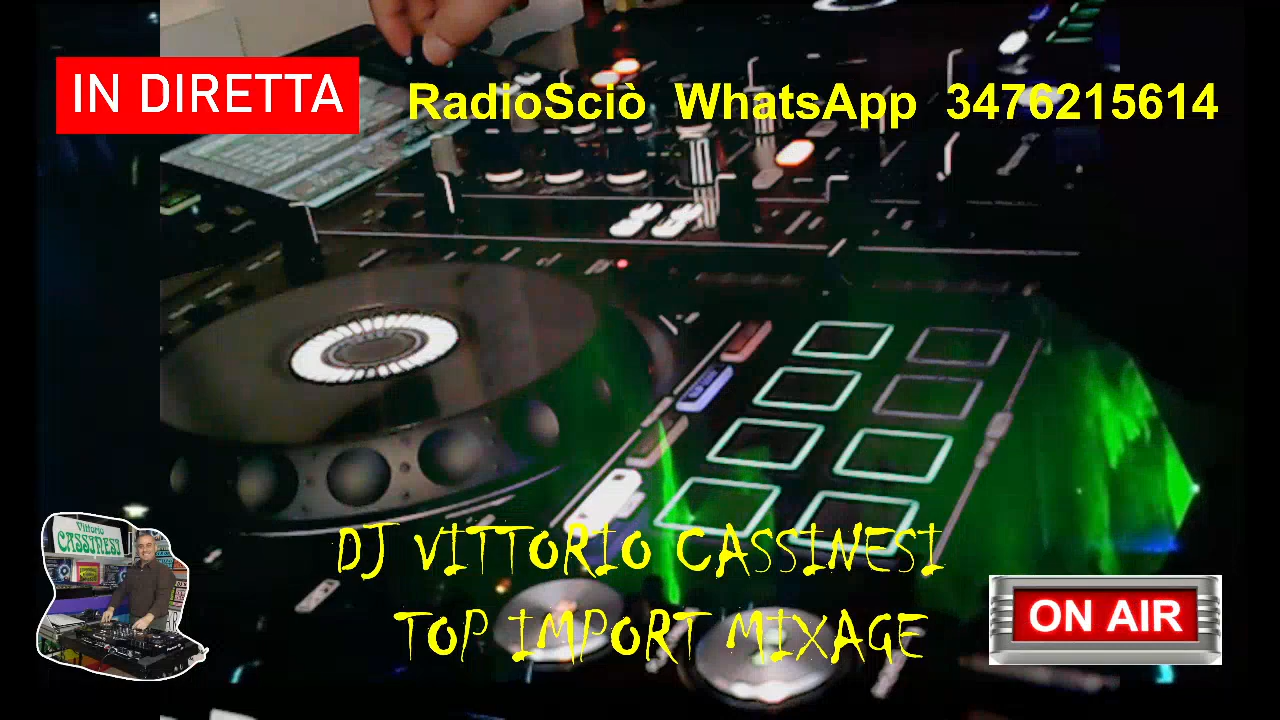 IN DIRETTA
RadioSciò WhatsApp 3476215614
Vittorio
CASSINESI
DJ VITTORIO CASSINESI
TOP IMPORT MIXAGE
ON AIR